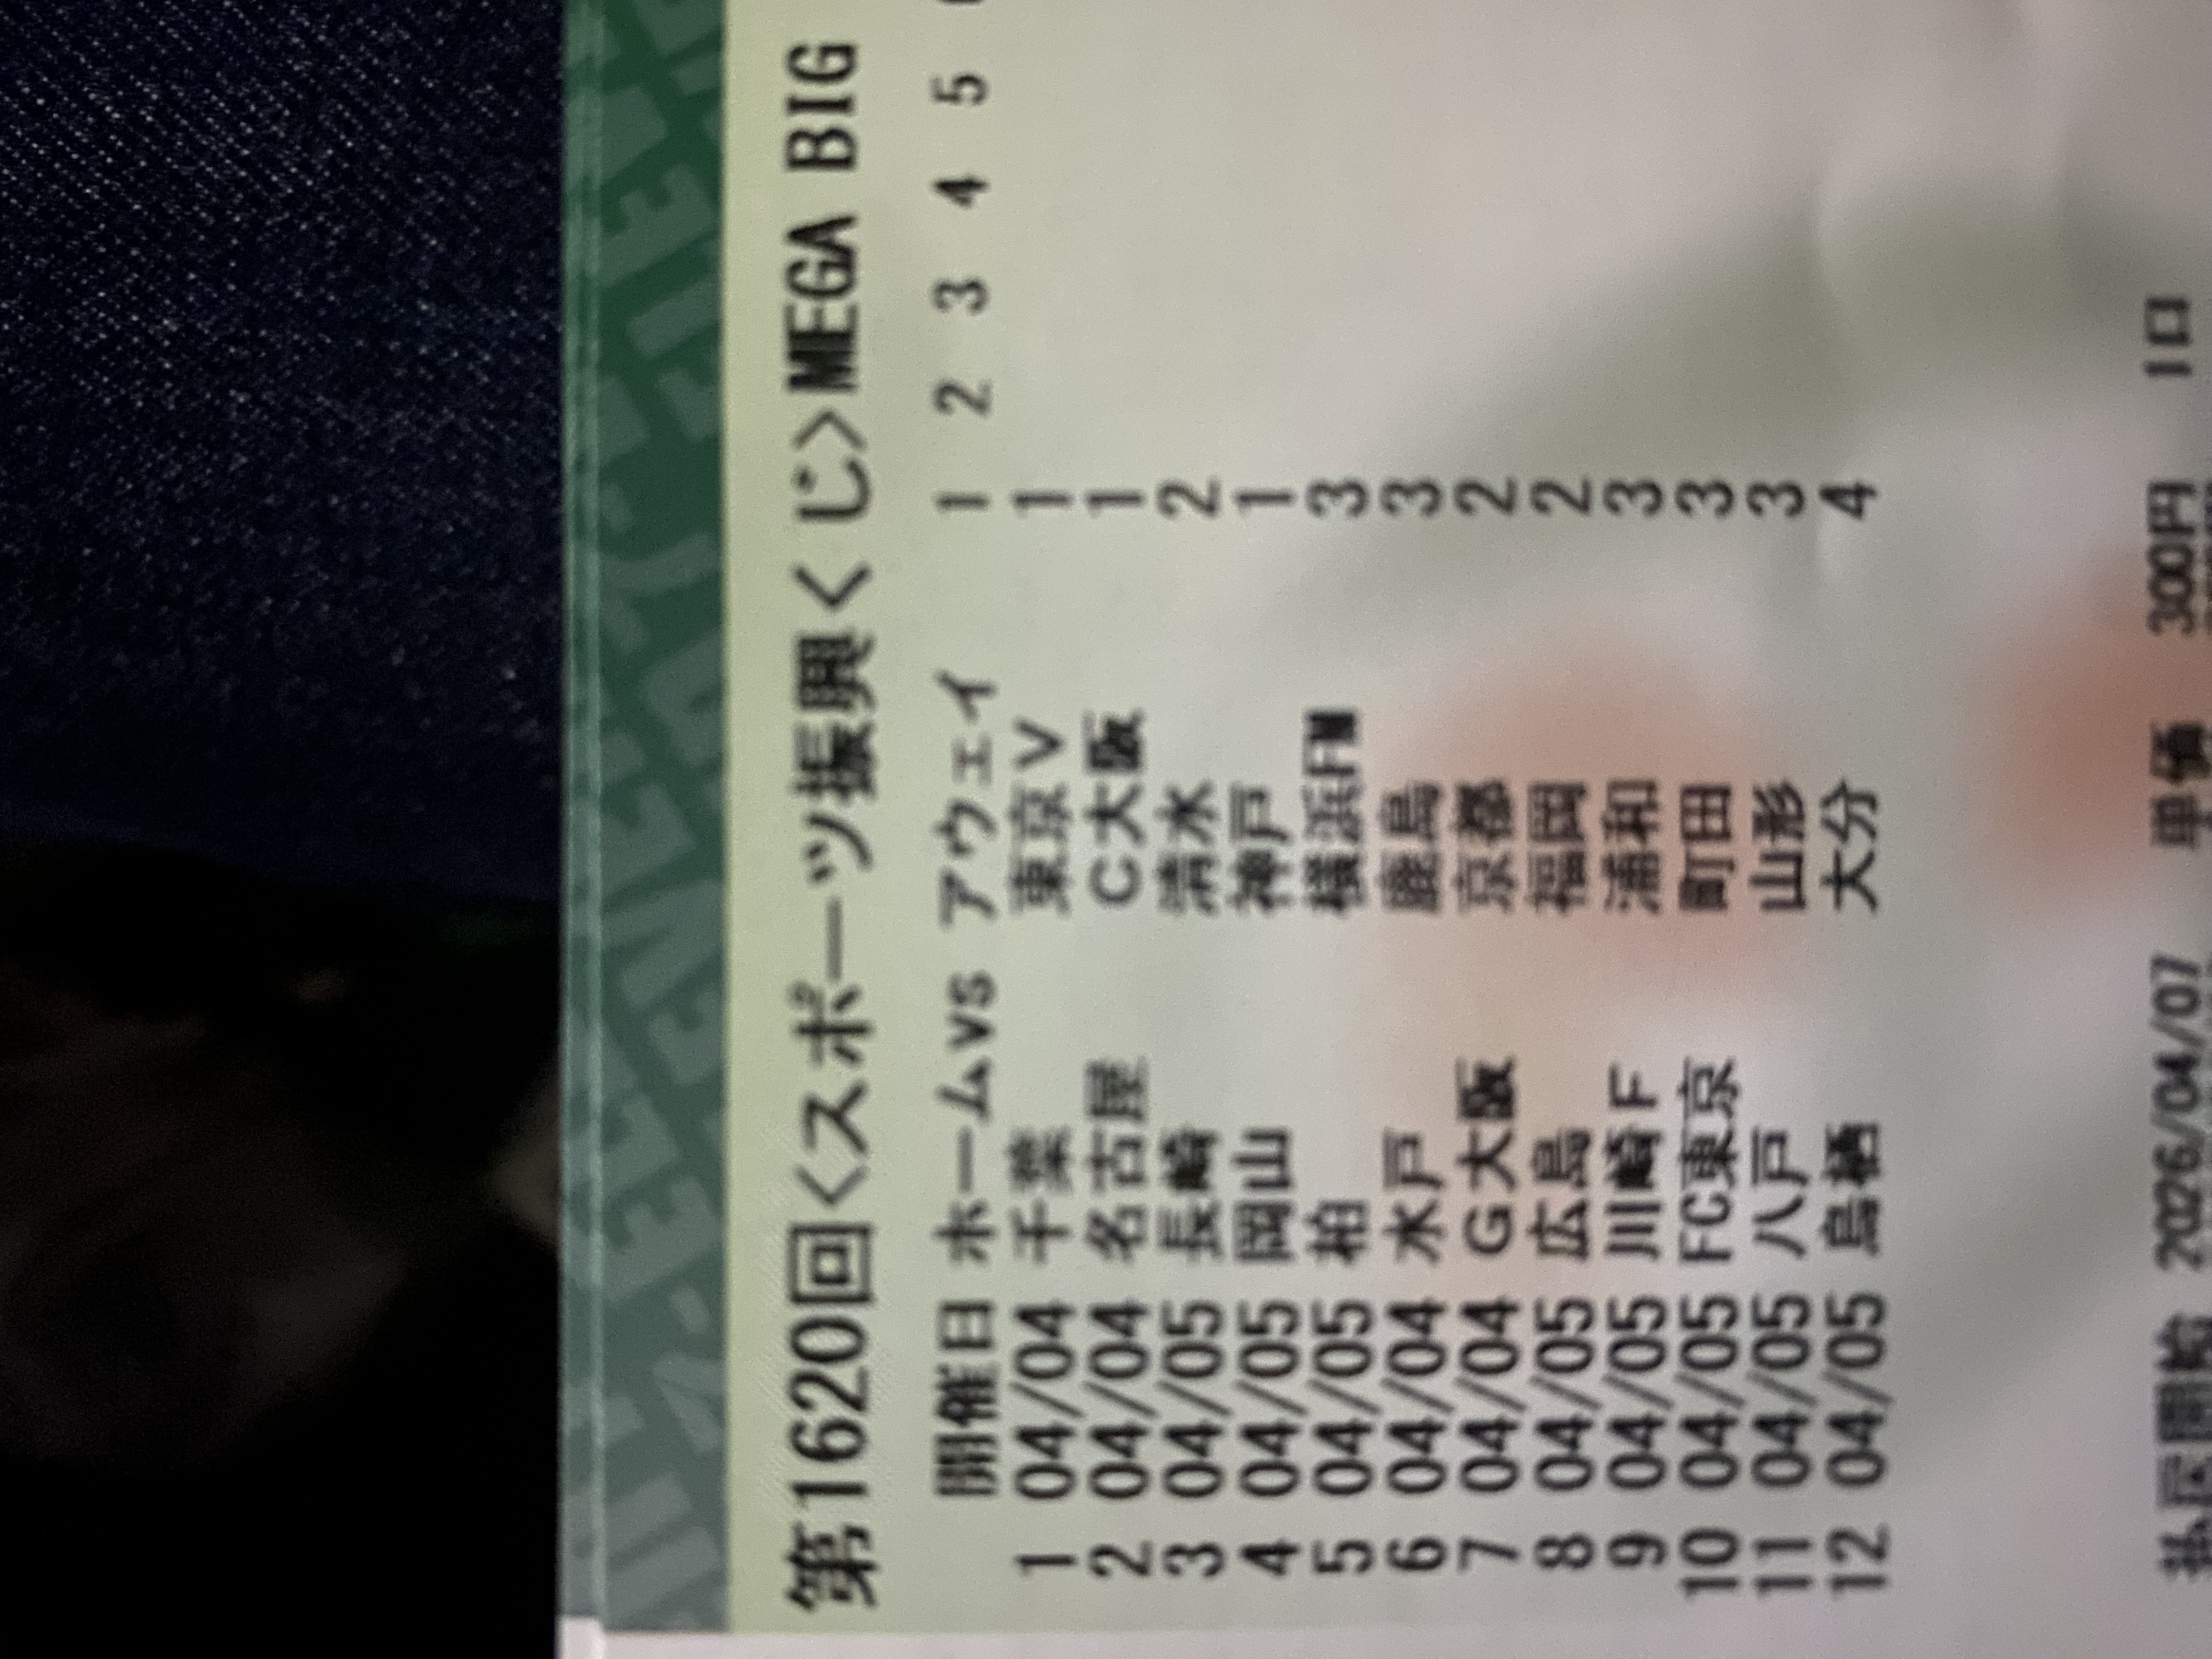 第1620回<スポーツ振興くじ>MEGA BIG
開催日 ホームvs アウェイ 1 2 3 4 5
1 04/04 千葉 東京V 1
2 04/04 名古屋 C大阪 1
3 04/05 長崎 清水 2
4 04/05 岡山 神戸 1
5 04/05 柏 横浜FM 3
6 04/04 水戸 鹿島 3
7 04/04 G大阪 京都 2
8 04/05 広島 福岡 2
9 04/05 川崎F 浦和 3
10 04/05 FC東京 町田 3
11 04/05 八戸 山形 3
12 04/05 鳥栖 大分 4
払戻開始 2026/04/07 単価 300円 1口